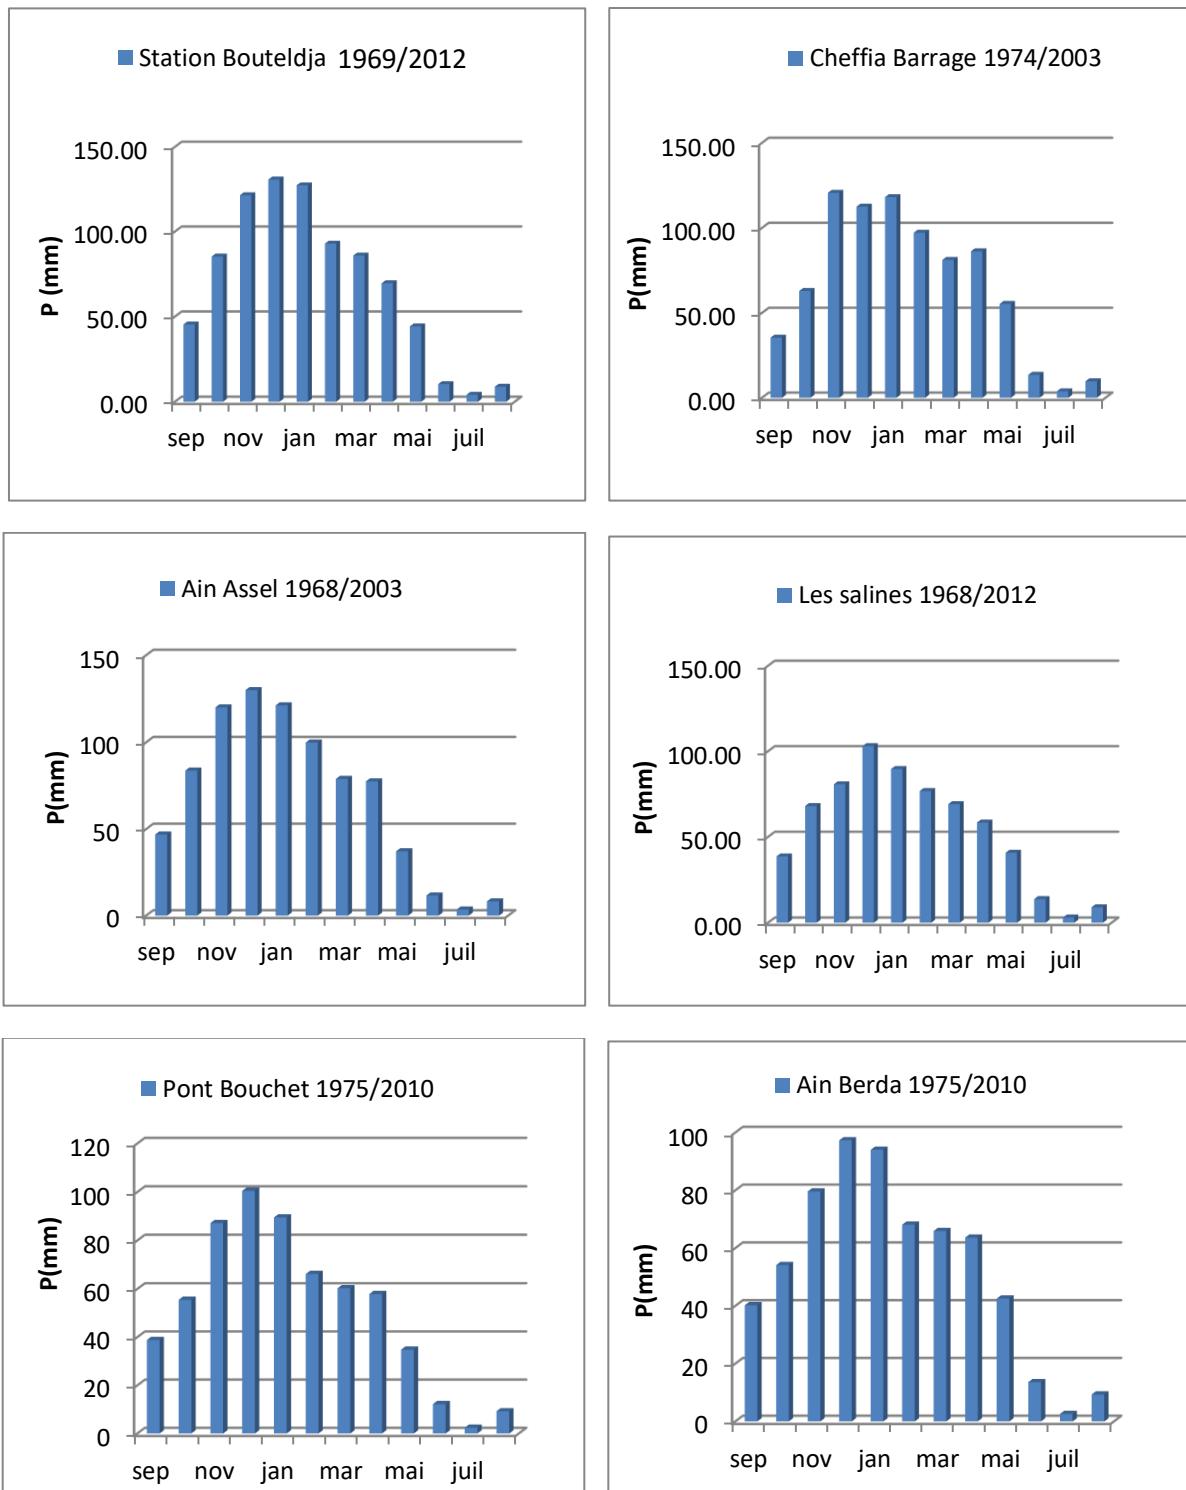 Station Bouteldja 1969/2012
150.00
100.00
50.00
0.00
P (mm)
sep nov jan mar mai juil
Cheffia Barrage 1974/2003
150.00
100.00
50.00
0.00
P(mm)
sep nov jan mar mai juil
Ain Assel 1968/2003
150
100
50
0
P(mm)
sep nov jan mar mai juil
Les salines 1968/2012
150.00
100.00
50.00
0.00
P(mm)
sep nov jan mar mai juil
Pont Bouchet 1975/2010
120
100
80
60
40
20
0
P(mm)
sep nov jan mar mai juil
Ain Berda 1975/2010
100
80
60
40
20
0
P(mm)
sep nov jan mar mai juil